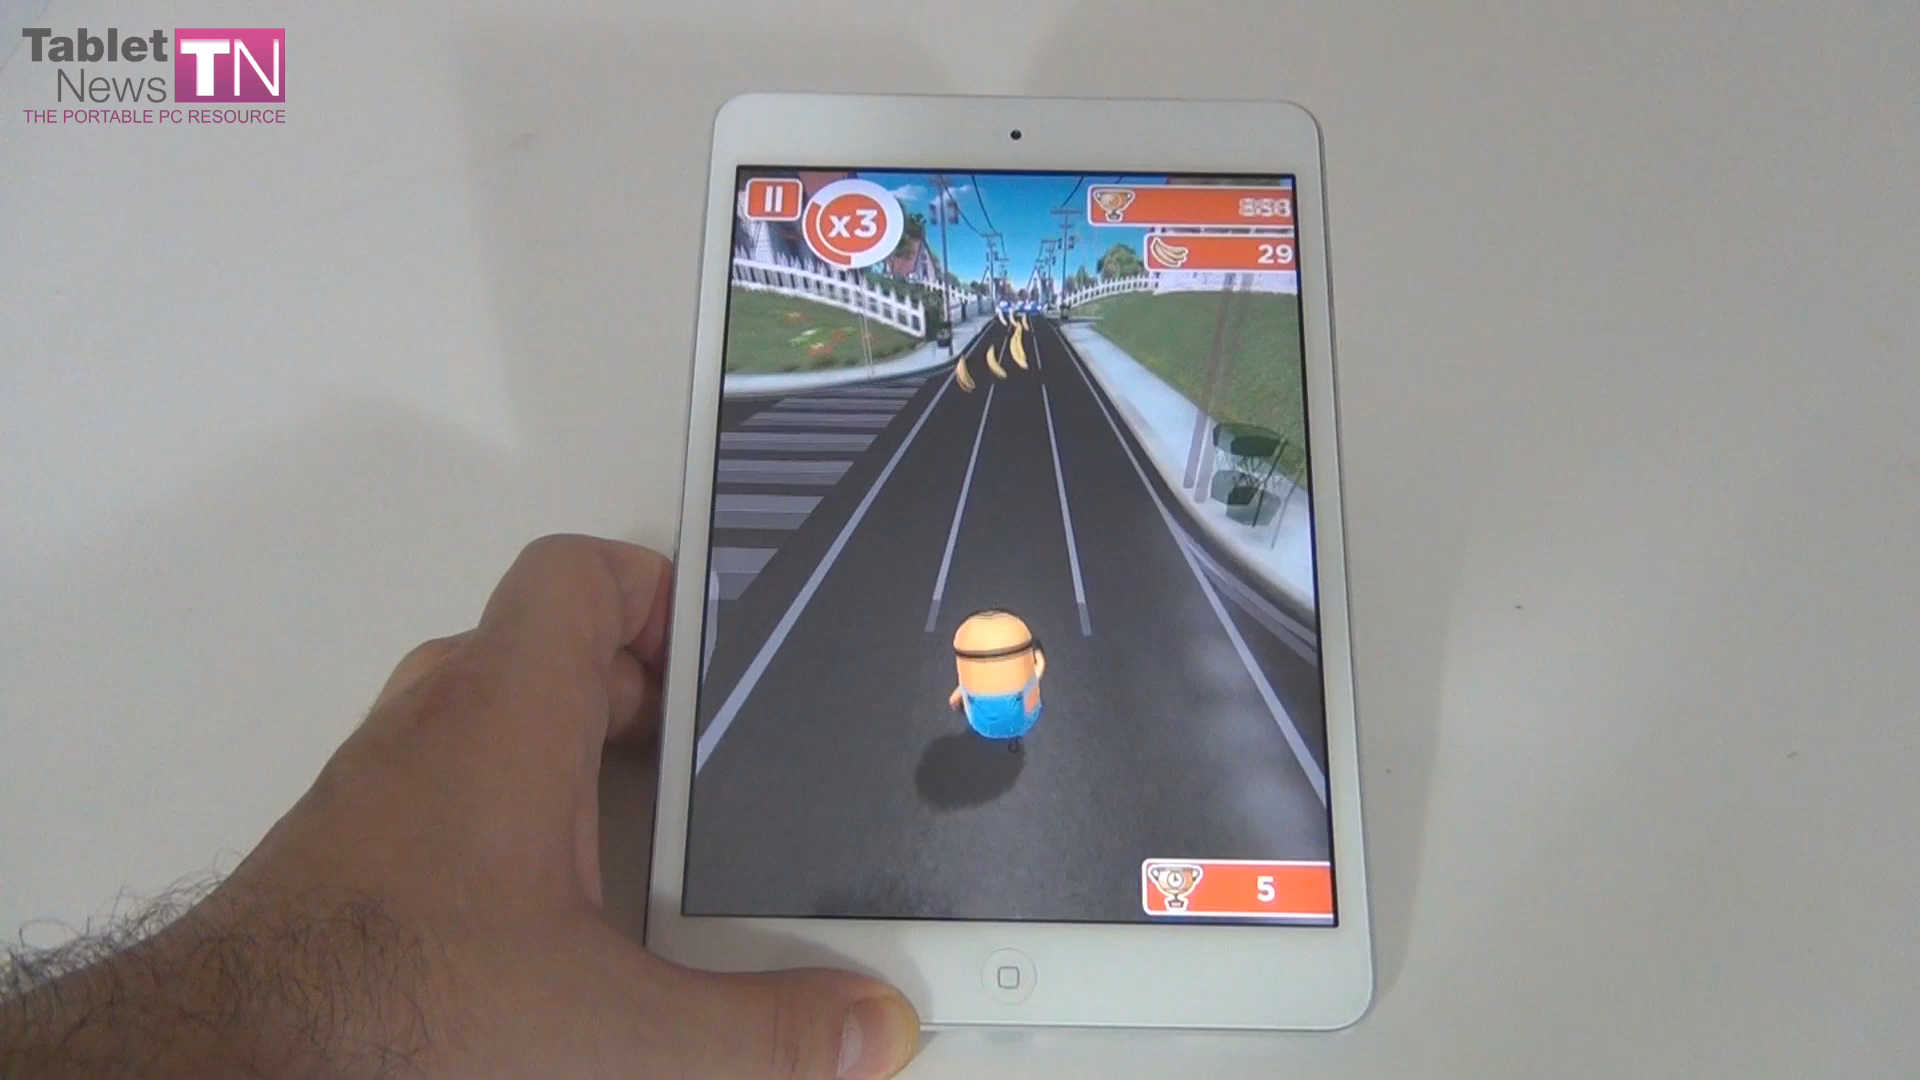 Tablet
News TN
THE PORTABLE PC RESOURCE
x3
29
5